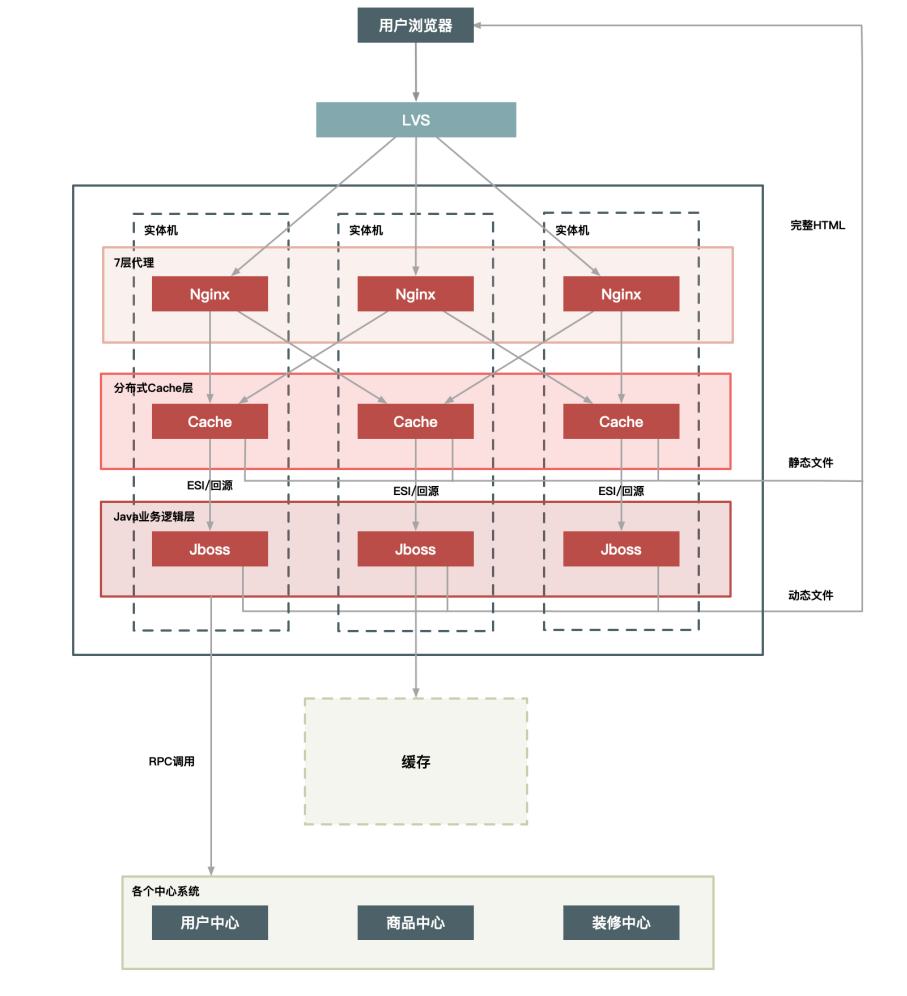 用户浏览器
LVS
完整HTML
实体机
实体机
实体机
7层代理
Nginx
Nginx
Nginx
分布式Cache层
Cache
Cache
Cache
静态文件
ESI/回源
ESI/回源
ESI/回源
Java业务逻辑层
Jboss
Jboss
Jboss
动态文件
缓存
RPC调用
各个中心系统
用户中心
商品中心
装修中心